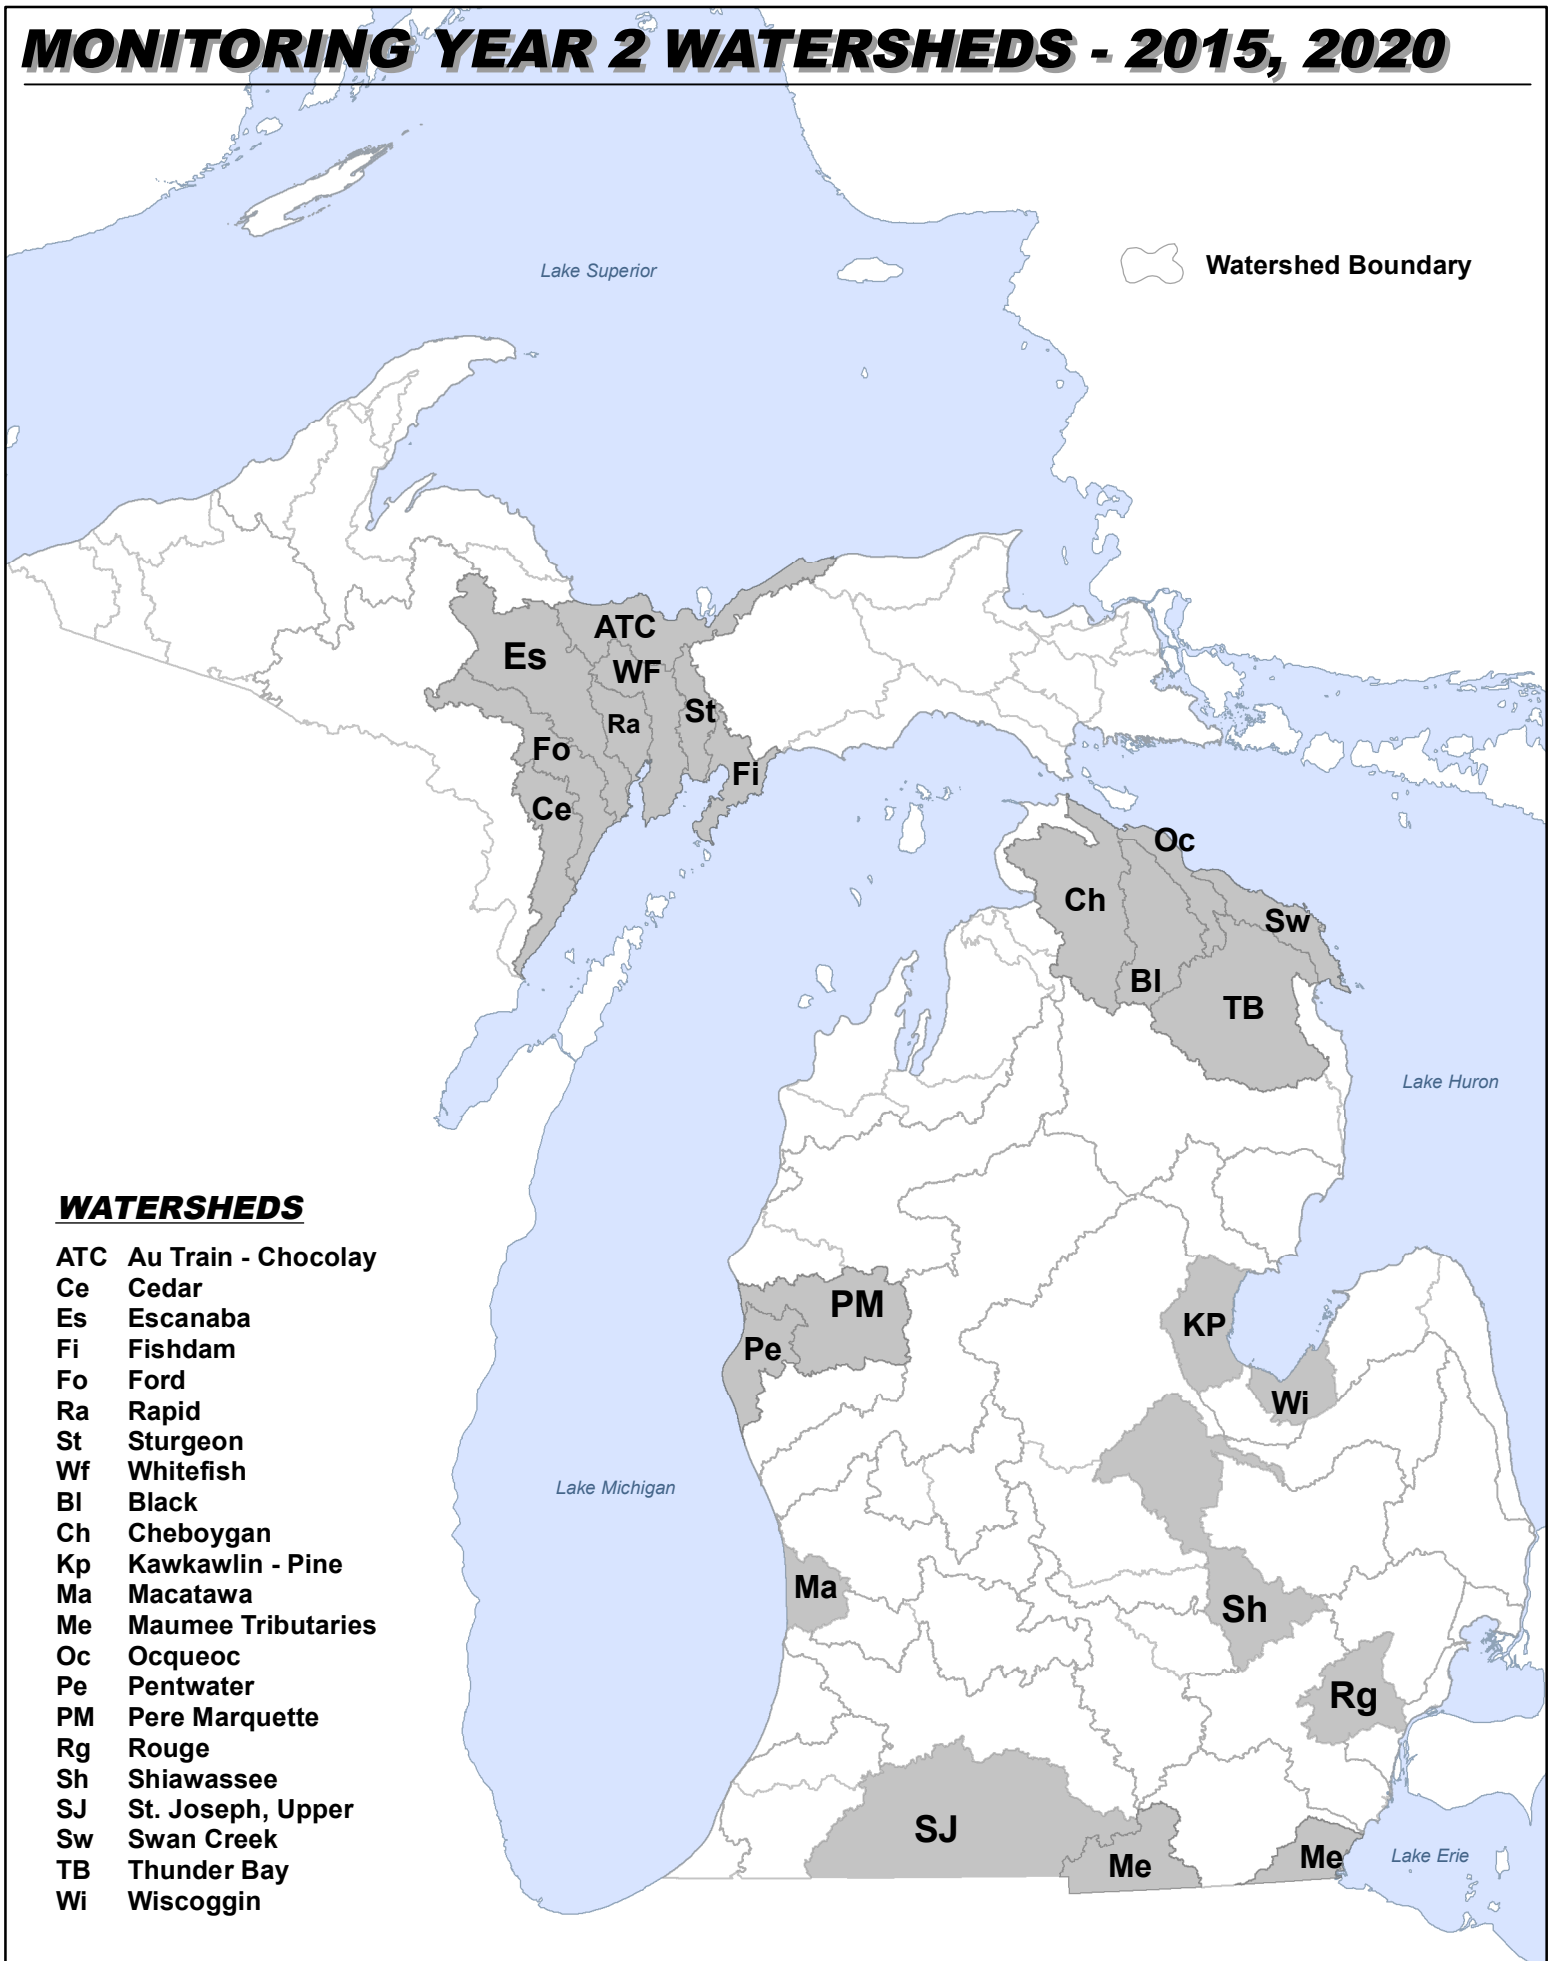 MONITORING YEAR 2 WATERSHEDS - 2015, 2020
Lake Superior
Watershed Boundary
ATC
Es
WF
St
Ra
Fo
Fi
Ce
Oc
Ch
Sw
Bl
TB
Lake Huron
PM
KP
Pe
Wi
Lake Michigan
Ma
Sh
Rg
SJ
Me
Me
Lake Erie
WATERSHEDS
ATC Au Train - Chocolay
Ce Cedar
Es Escanaba
Fi Fishdam
Fo Ford
Ra Rapid
St Sturgeon
Wf Whitefish
Bl Black
Ch Cheboygan
Kp Kawkawlin - Pine
Ma Macatawa
Me Maumee Tributaries
Oc Ocqueoc
Pe Pentwater
PM Pere Marquette
Rg Rouge
Sh Shiawassee
SJ St. Joseph, Upper
Sw Swan Creek
TB Thunder Bay
Wi Wiscoggin